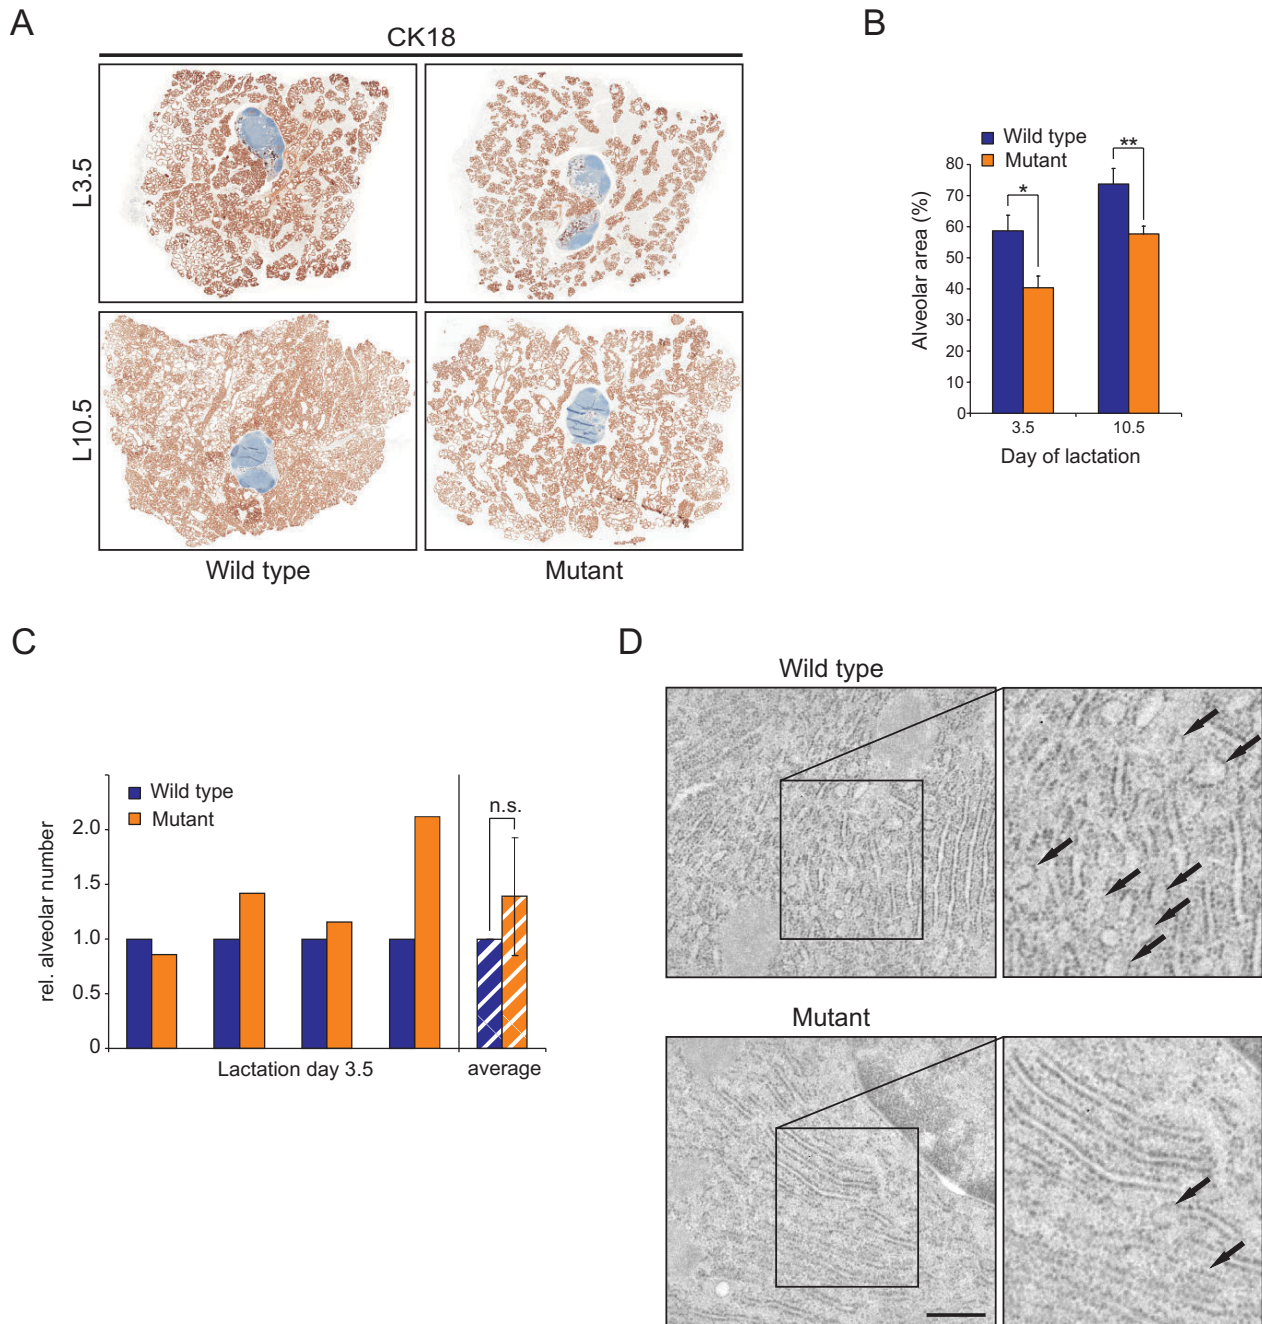 A
CK18
L3.5
L10.5
Wild type
Mutant
B
Wild type
Mutant
Alveolar area (%)
80
70
60
50
40
30
20
10
0
*
**
3.5
10.5
Day of lactation
C
Wild type
Mutant
rel. alveolar number
2.0
1.5
1.0
0.5
0
n.s.
Lactation day 3.5
average
D
Wild type
Mutant